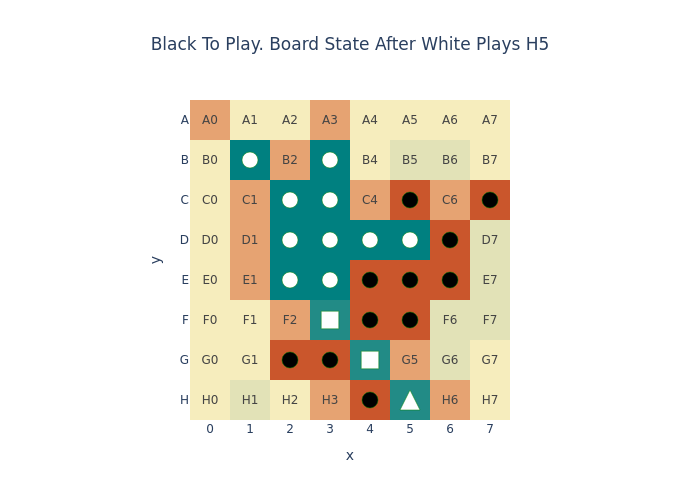 Black To Play. Board State After White Plays H5
A A0 A1 A2 A3 A4 A5 A6 A7
B B0 B2 B4 B5 B6 B7
C C0 C1 C4 C6
D D0 D1 D7
E E0 E1 E7
F F0 F1 F2 F6 F7
G G0 G1 G5 G6 G7
H H0 H1 H2 H3 H6 H7
0 1 2 3 4 5 6 7
x
y